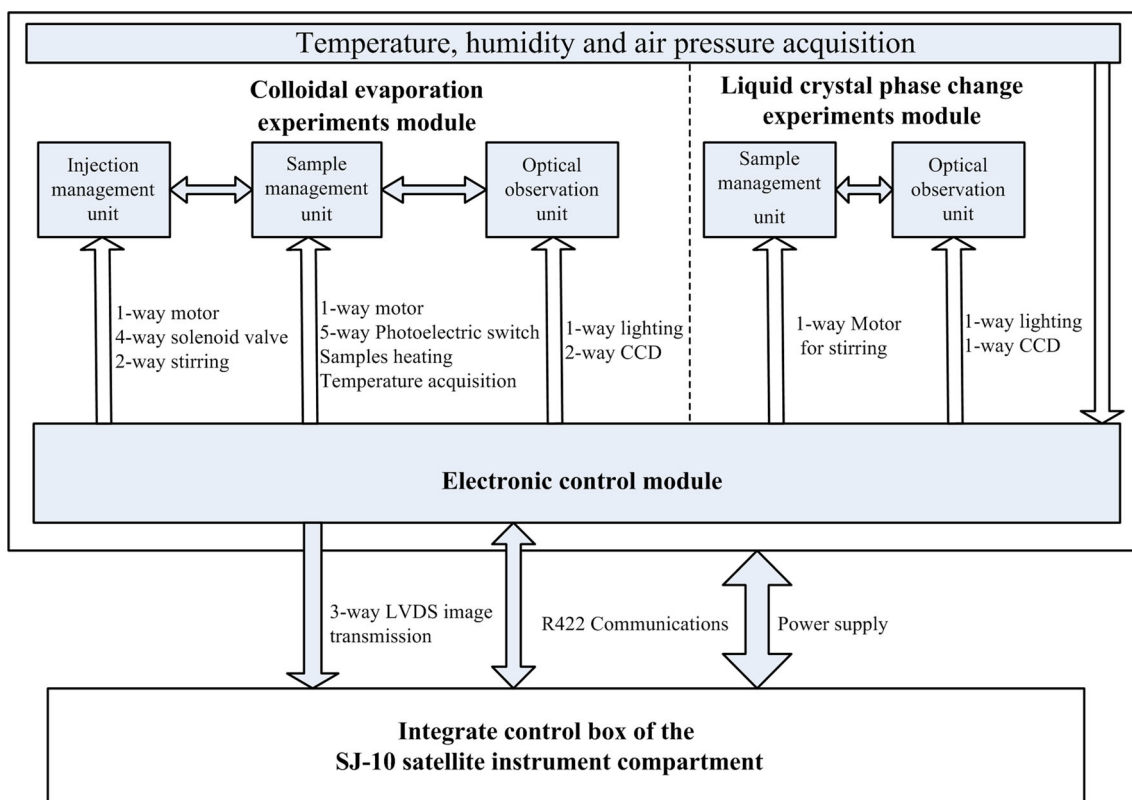 Temperature, humidity and air pressure acquisition
Colloidal evaporation
experiments module
Liquid crystal phase change
experiments module
Injection
management
unit
Sample
management
unit
Optical
observation
unit
Sample
management
unit
Optical
observation
unit
1-way motor
4-way solenoid valve
2-way stirring
1-way motor
5-way Photoelectric switch
Samples heating
Temperature acquisition
1-way lighting
2-way CCD
1-way Motor
for stirring
1-way lighting
1-way CCD
Electronic control module
3-way LVDS image
transmission
R422 Communications
Power supply
Integrate control box of the
SJ-10 satellite instrument compartment